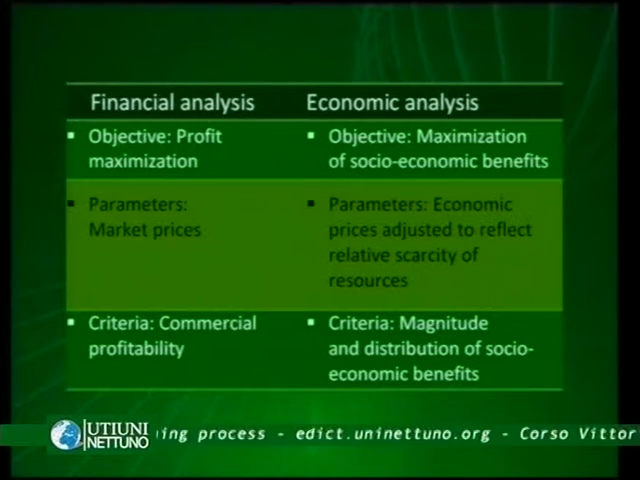 Financial analysis
Economic analysis
▪ Objective: Profit
maximization
▪ Objective: Maximization
of socio-economic benefits
▪ Parameters:
Market prices
▪ Parameters: Economic
prices adjusted to reflect
relative scarcity of
resources
▪ Criteria: Commercial
profitability
▪ Criteria: Magnitude
and distribution of socio-
economic benefits
UTIUNI
NETTUNO
ing process - edict.uninettuno.org - Corso Vittor